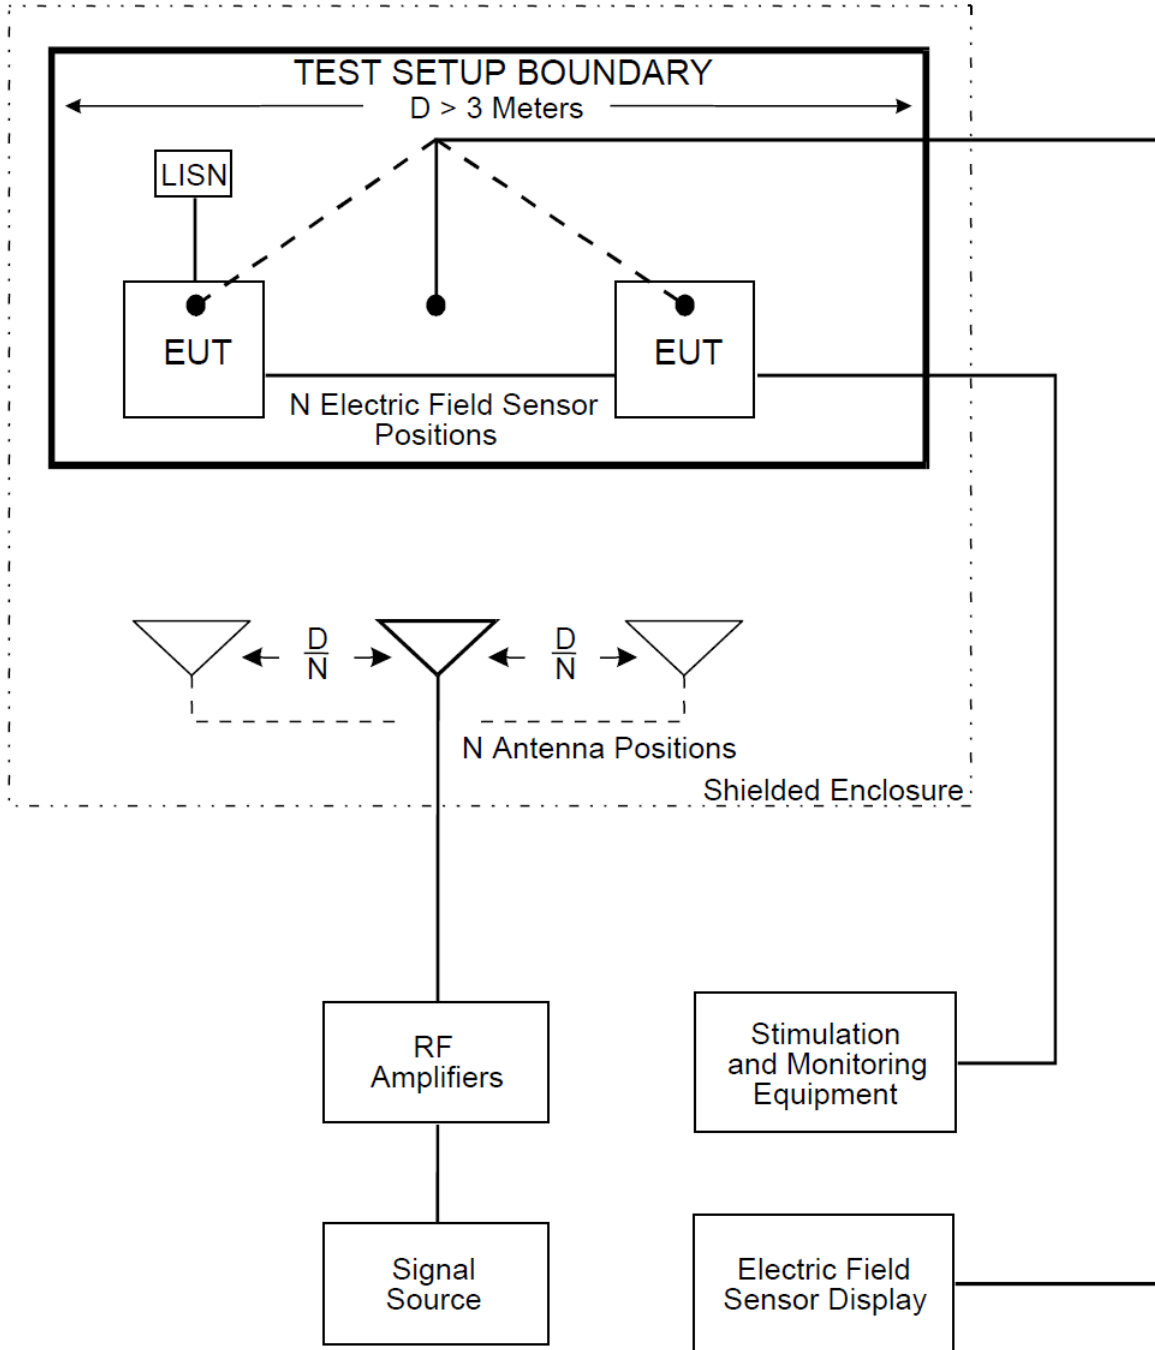 TEST SETUP BOUNDARY
D > 3 Meters
LISN
EUT
EUT
N Electric Field Sensor
Positions
D
N
D
N
N Antenna Positions
Shielded Enclosure
RF
Amplifiers
Stimulation
and Monitoring
Equipment
Signal
Source
Electric Field
Sensor Display